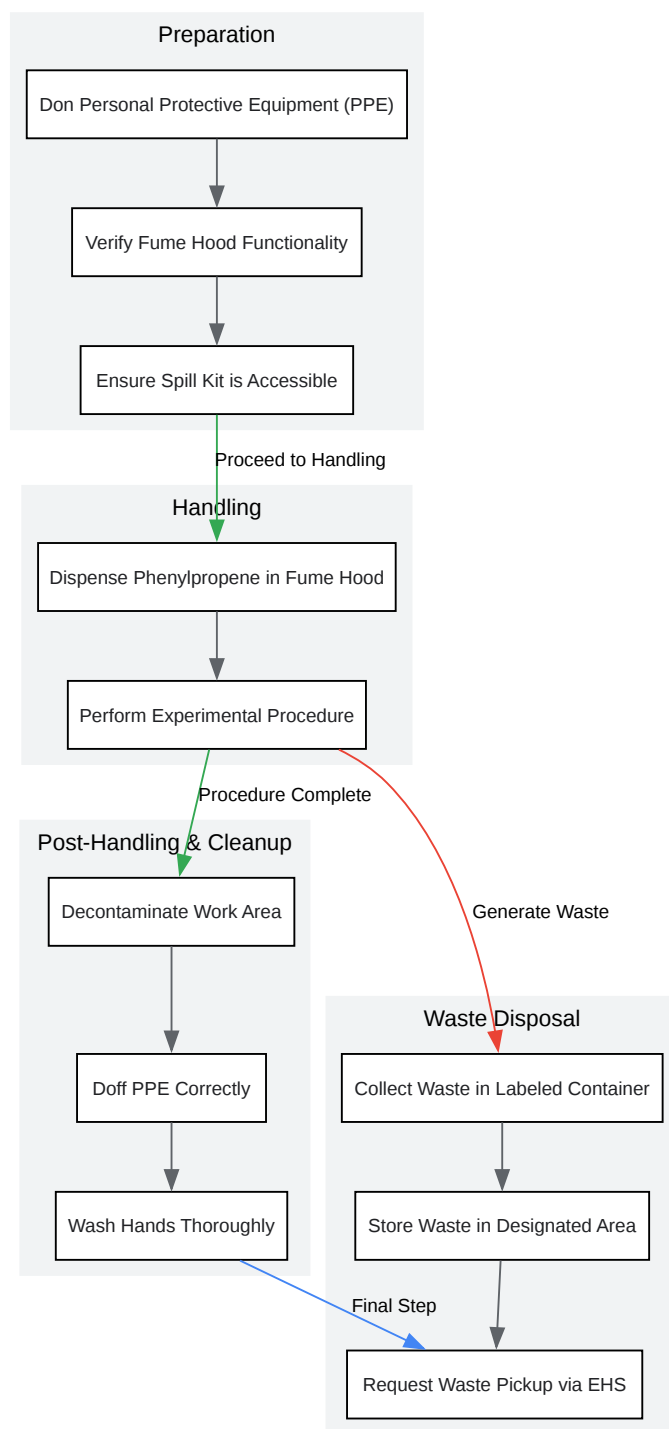 Preparation
Don Personal Protective Equipment (PPE)
Verify Fume Hood Functionality
Ensure Spill Kit is Accessible
Proceed to Handling
Handling
Dispense Phenylpropene in Fume Hood
Perform Experimental Procedure
Procedure Complete
Post-Handling & Cleanup
Decontaminate Work Area
Generate Waste
Waste Disposal
Doff PPE Correctly
Collect Waste in Labeled Container
Wash Hands Thoroughly
Store Waste in Designated Area
Final Step
Request Waste Pickup via EHS